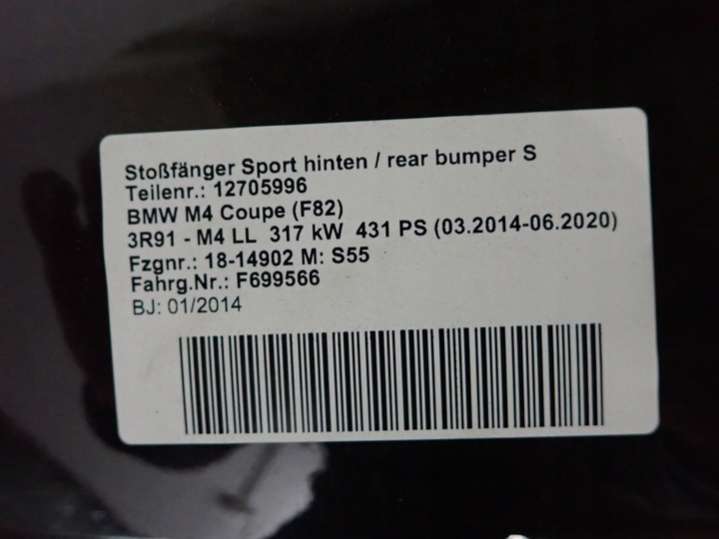 Stoßfänger Sport hinten / rear bumper S
Teilenr.: 12705996
BMW M4 Coupe (F82)
3R91 - M4 LL 317 kW 431 PS (03.2014-06.2020)
Fzgnr.: 18-14902 M: S55
Fahrg.Nr.: F699566
BJ: 01/2014